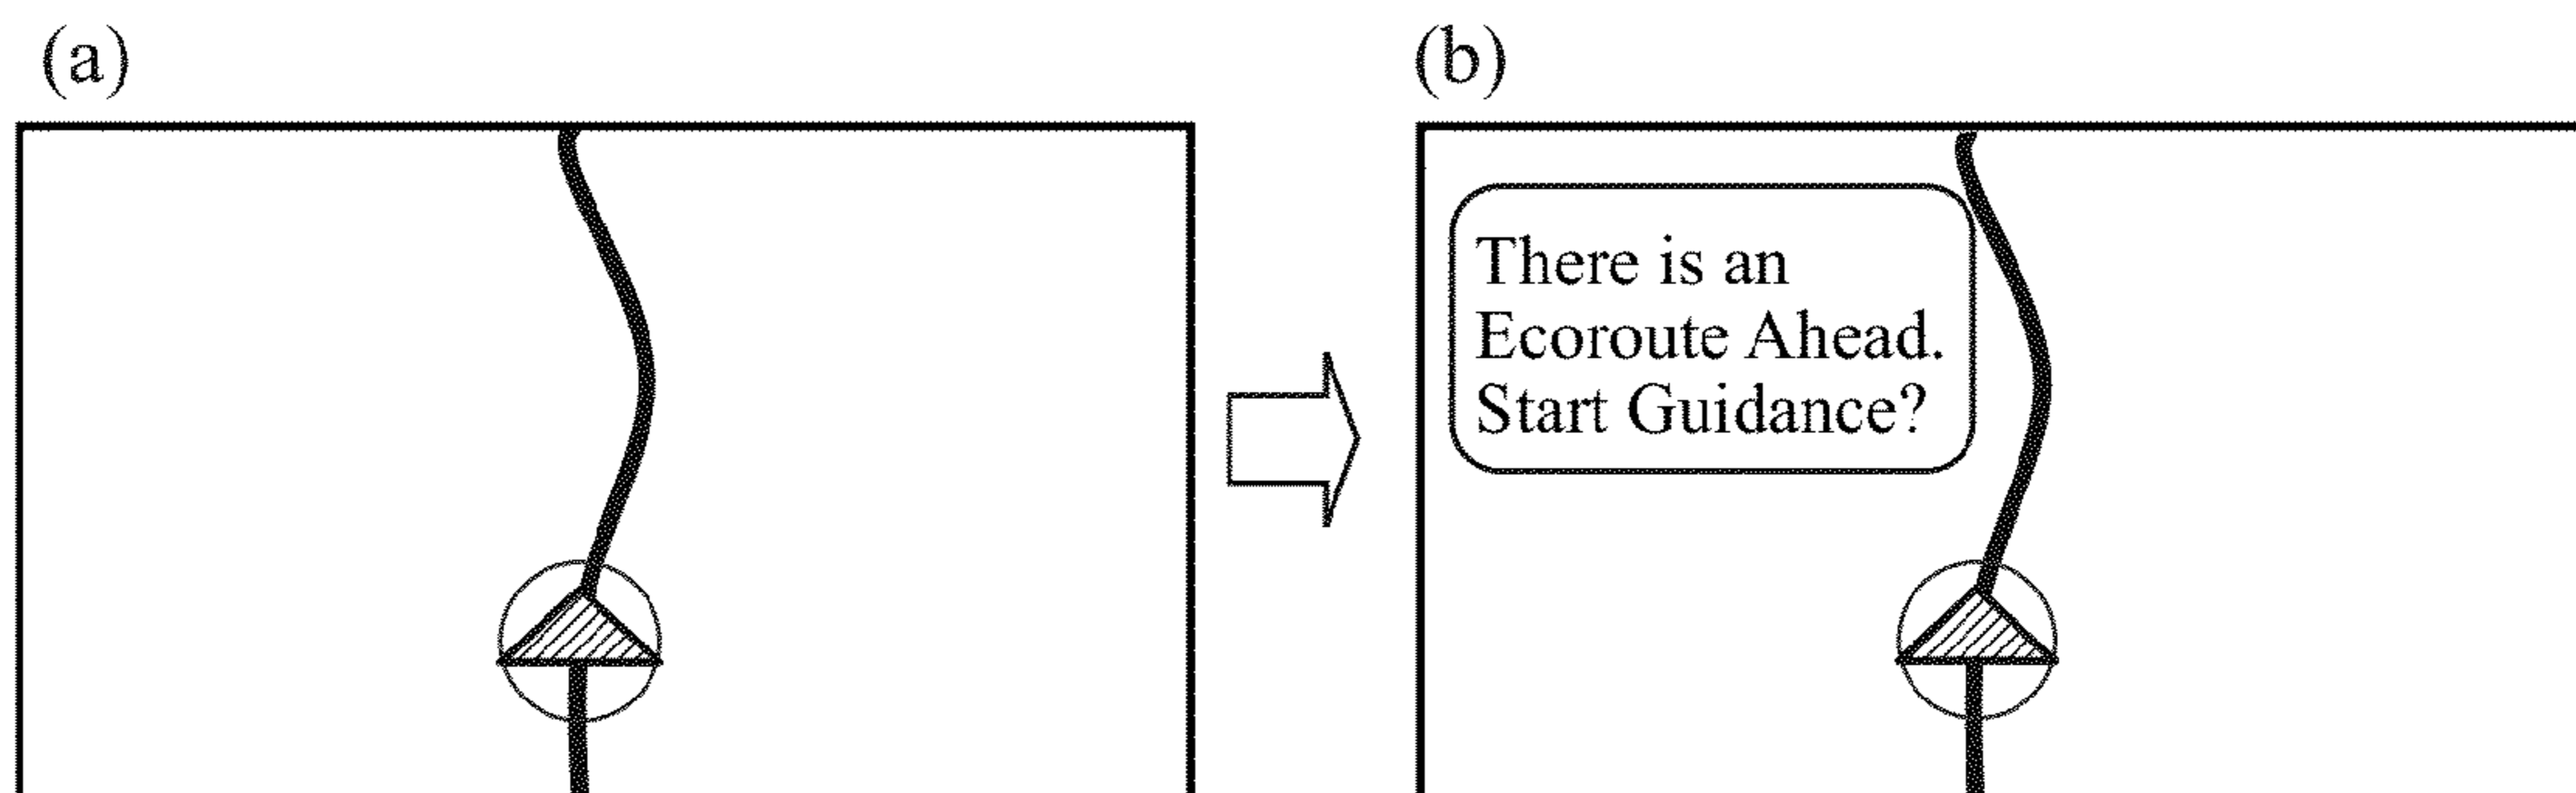 (a)
(b)
There is an
Ecoroute Ahead.
Start Guidance?